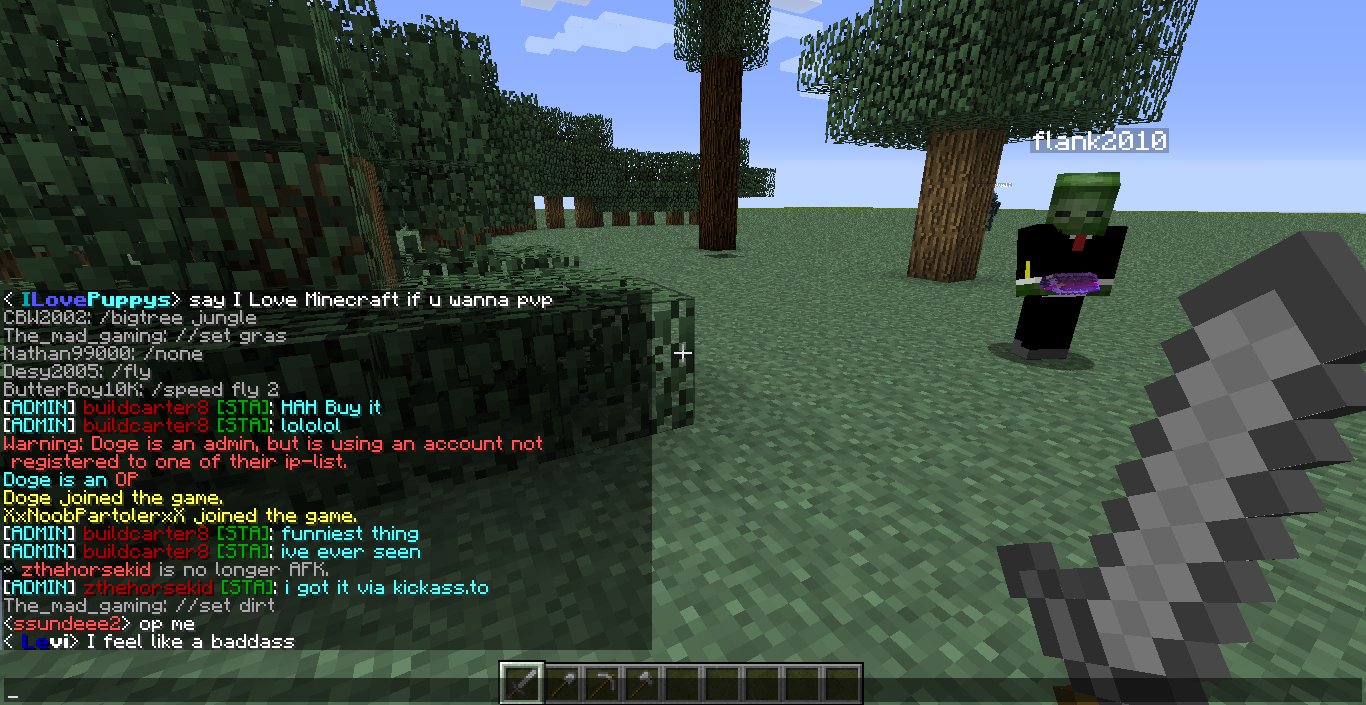 flank2010
< ILovePuppys> say I Love Minecraft if u wanna pvp
CBW2002: /bigtree jungle
The_mad_gaming: //set gras
Nathan99000: /none
Desy2005: /fly
ButterBoy10K: /speed fly 2
[ADMIN] buildcarter8 [STA]: HAH Buy it
[ADMIN] buildcarter8 [STA]: lololol
Warning: Doge is an admin, but is using an account not
registered to one of their ip-list.
Doge is an OP
Doge joined the game.
XxNoobPartolerxX joined the game.
[ADMIN] buildcarter8 [STA]: funniest thing
[ADMIN] buildcarter8 [STA]: ive ever seen
* zthehorsekid is no longer AFK.
[ADMIN] zthehorsekid [STA]: i got it via kickass.to
The_mad_gaming: //set dirt
<ssundeee2> op me
< Levi> I feel like a baddass
_